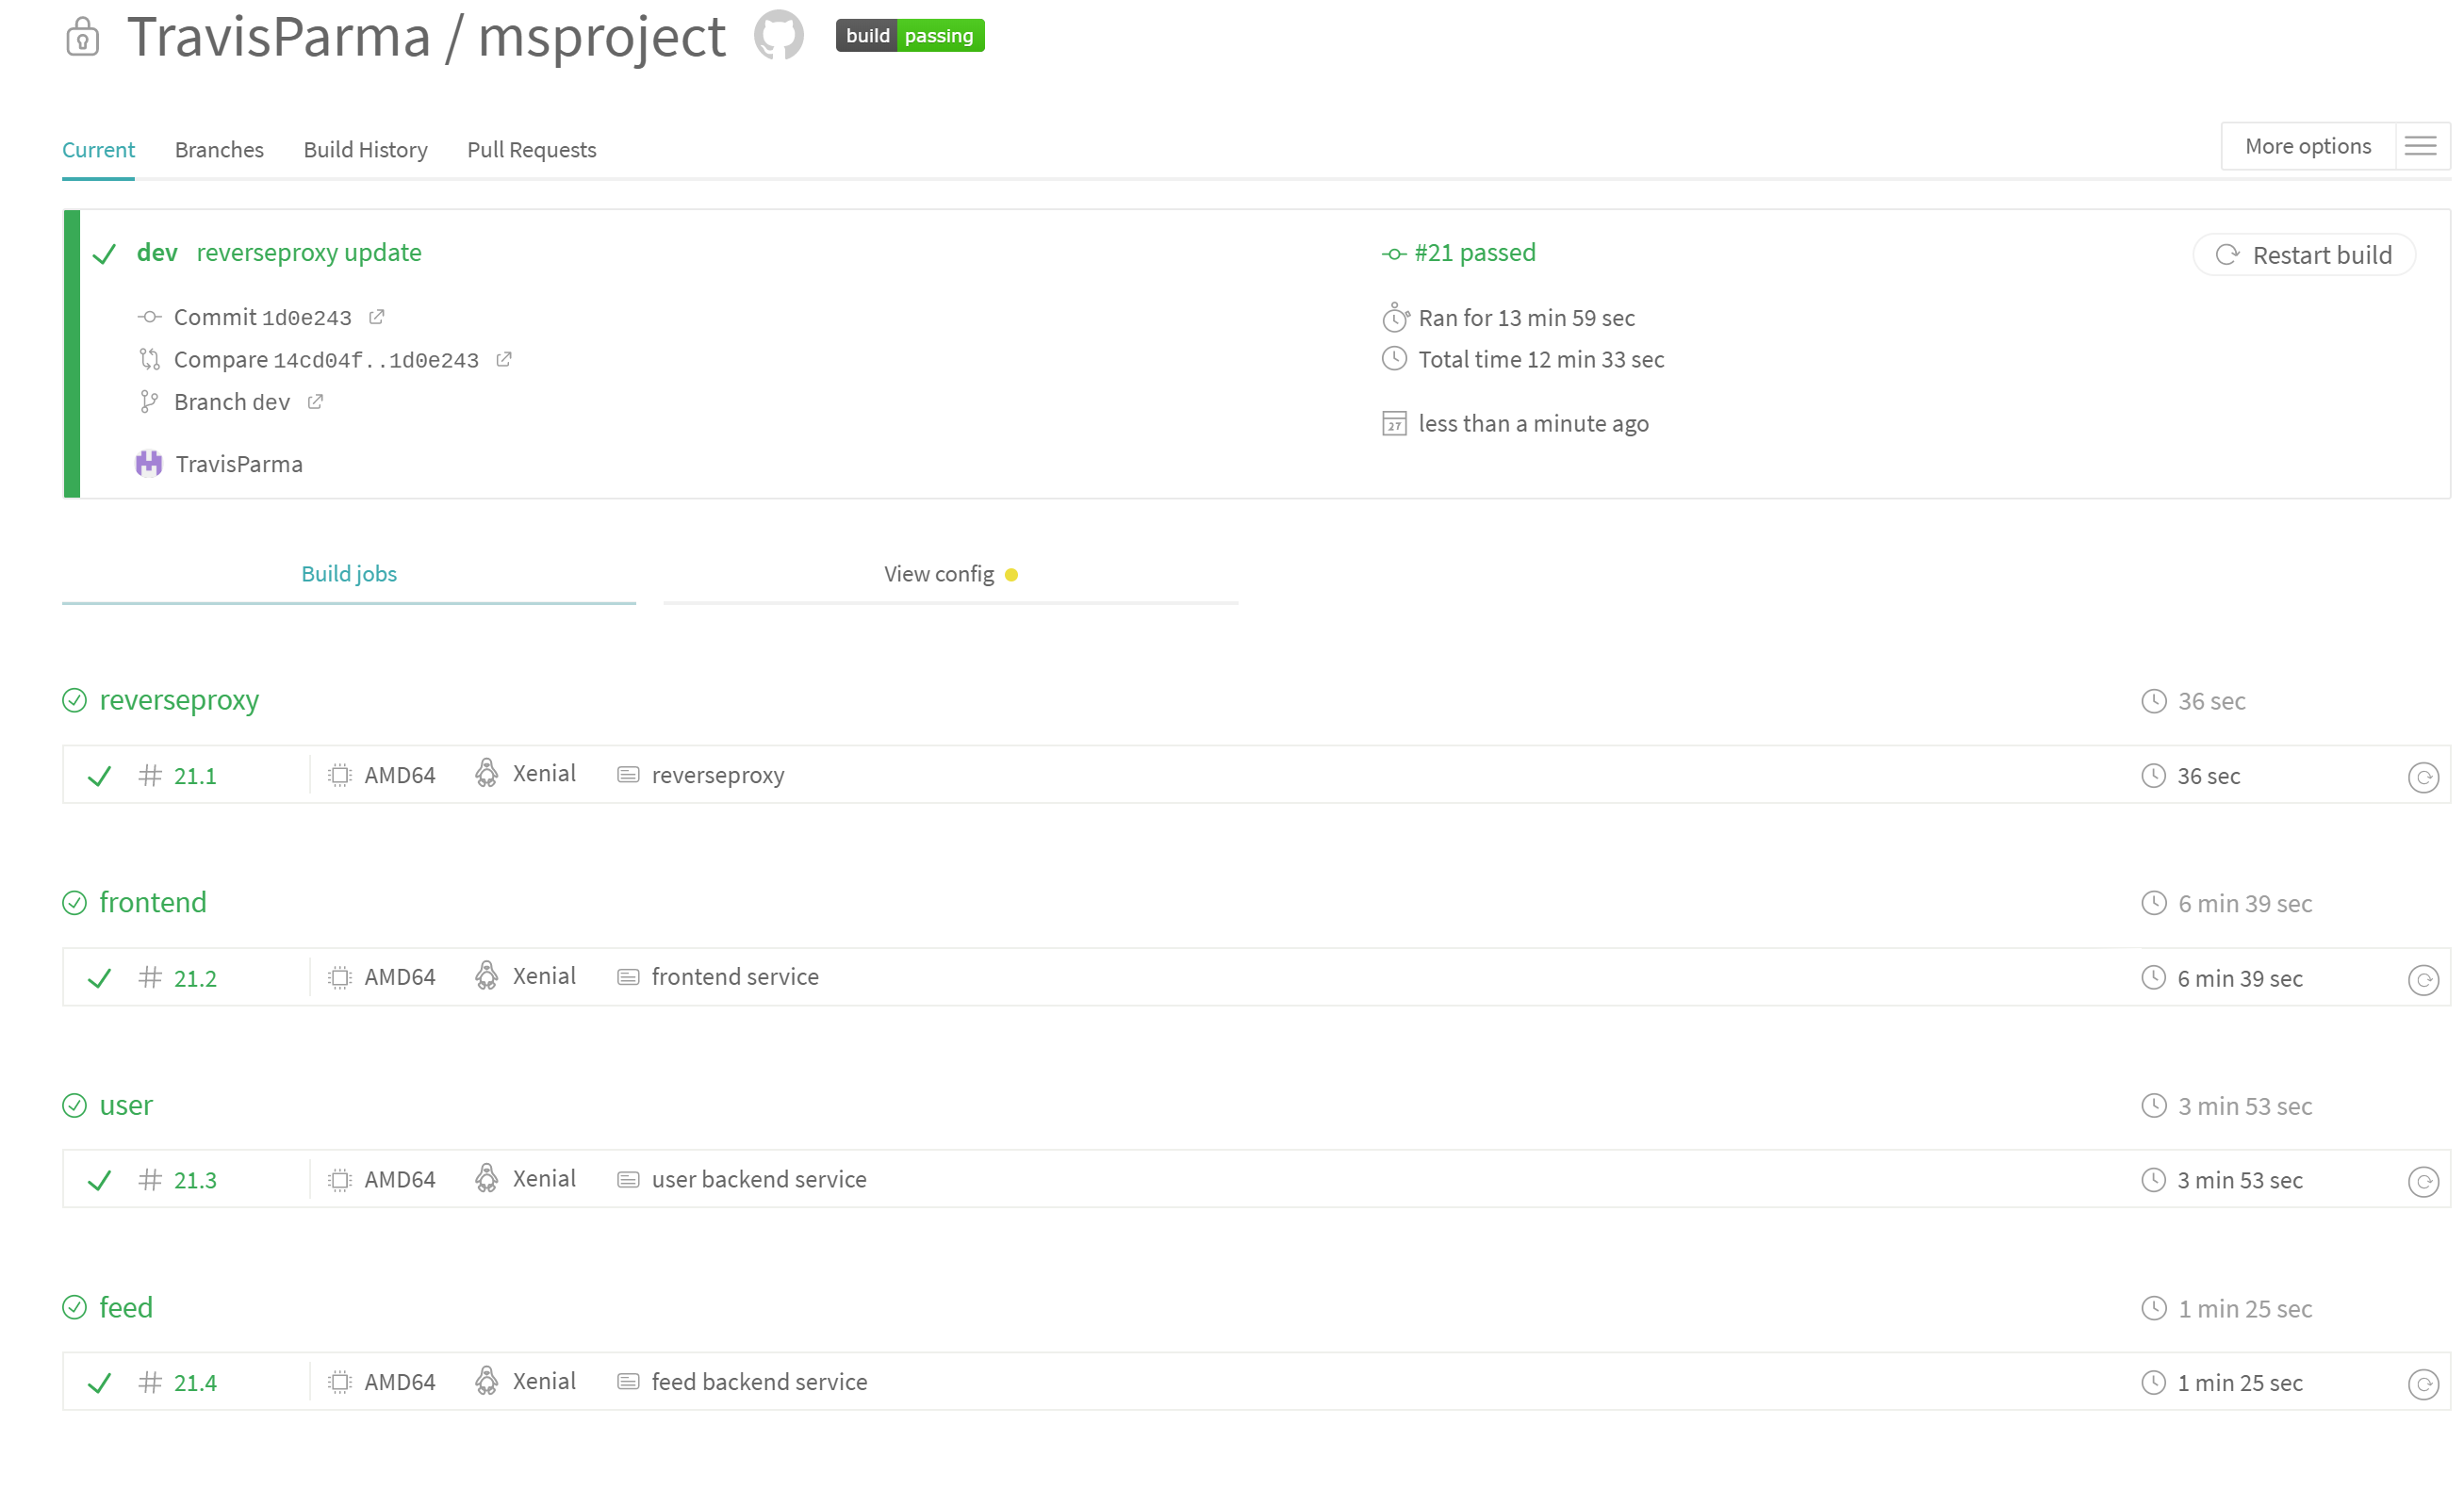 TravisParma / msproject build passing
Current Branches Build History Pull Requests More options
dev reverseproxy update
Commit 1d0e243
Compare 14cd04f..1d0e243
Branch dev
TravisParma
#21 passed
Ran for 13 min 59 sec
Total time 12 min 33 sec
27 less than a minute ago
Restart build
Build jobs View config
reverseproxy 36 sec
# 21.1 AMD64 Xenial reverseproxy 36 sec
frontend 6 min 39 sec
# 21.2 AMD64 Xenial frontend service 6 min 39 sec
user 3 min 53 sec
# 21.3 AMD64 Xenial user backend service 3 min 53 sec
feed 1 min 25 sec
# 21.4 AMD64 Xenial feed backend service 1 min 25 sec